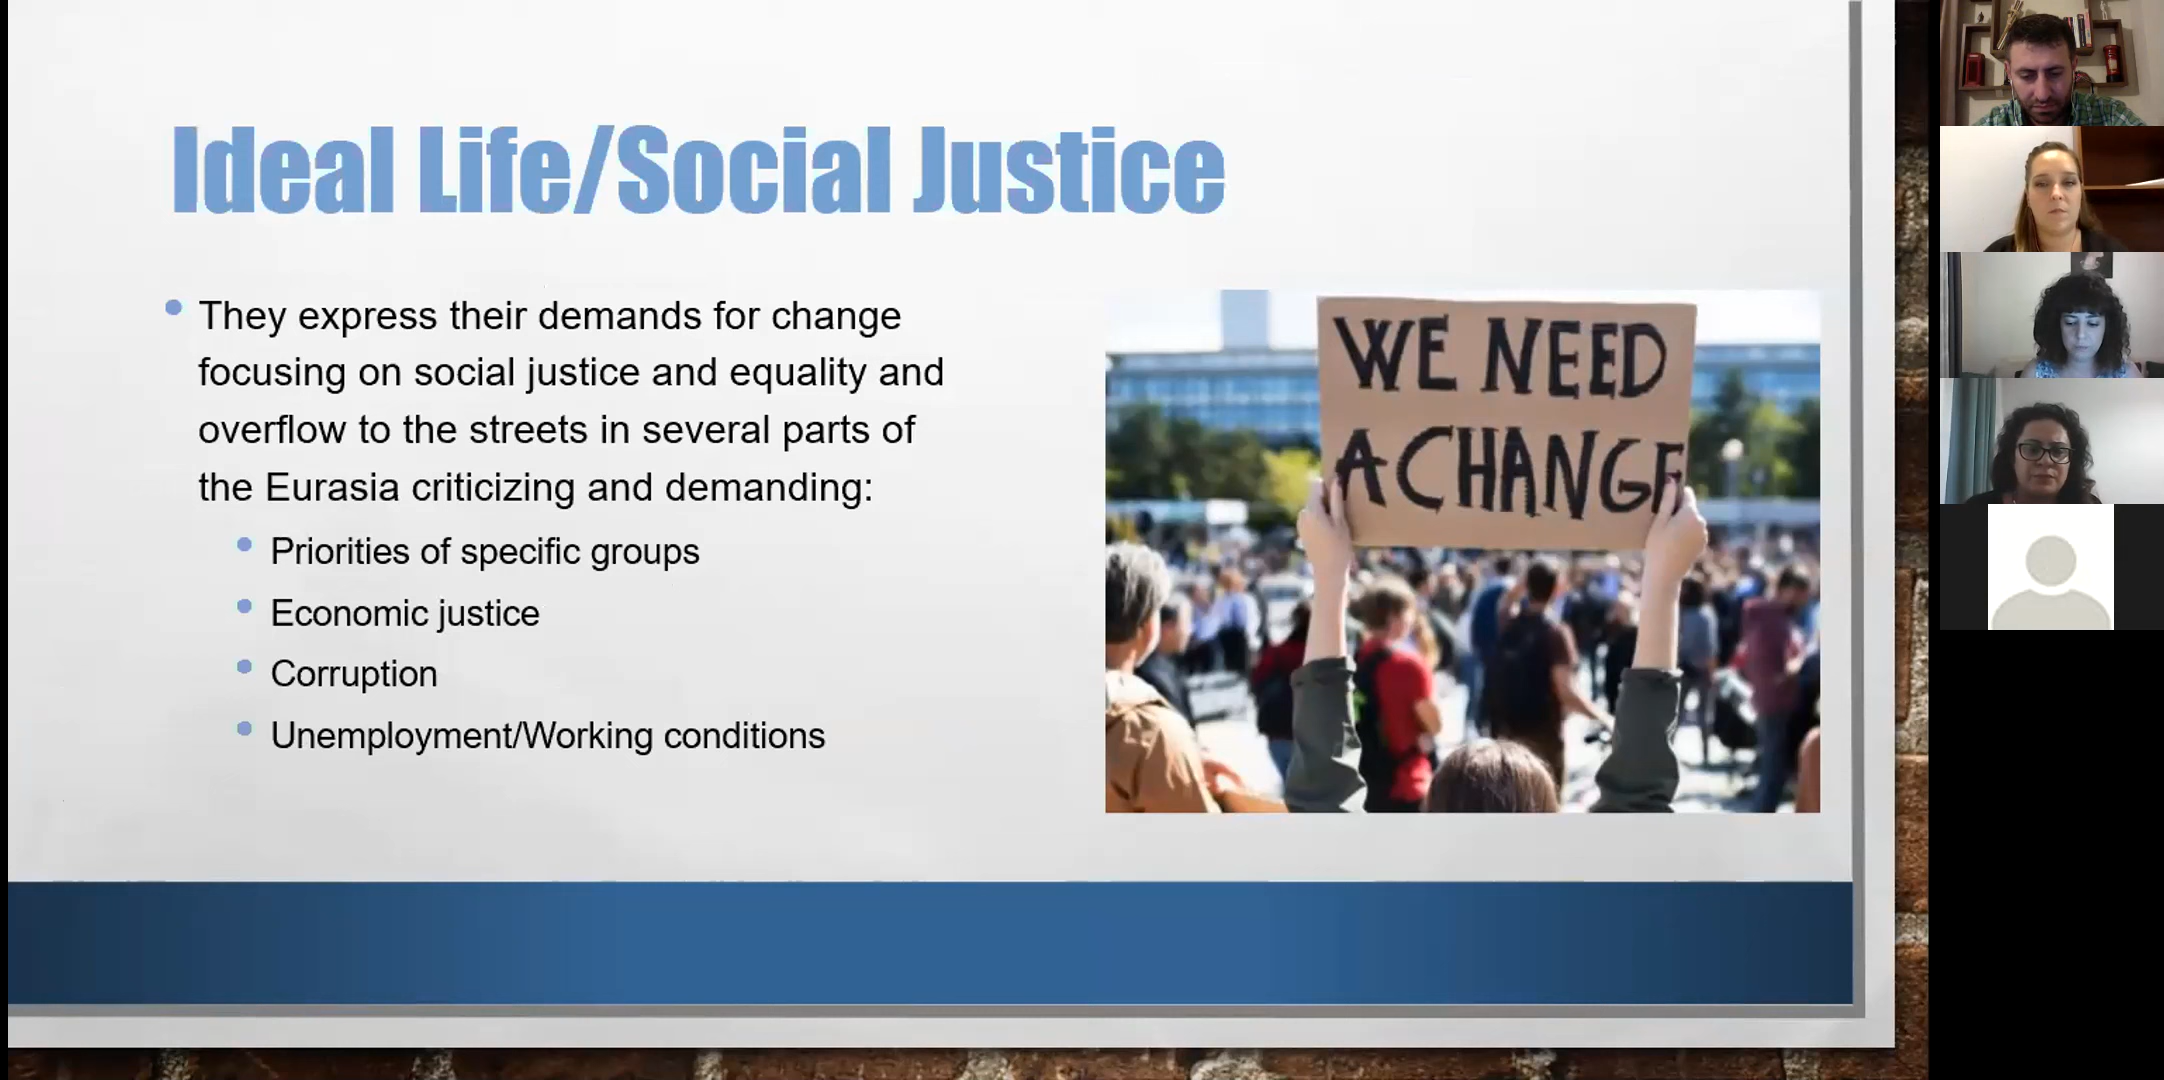 Ideal Life/Social Justice
They express their demands for change
focusing on social justice and equality and
overflow to the streets in several parts of
the Eurasia criticizing and demanding:
Priorities of specific groups
Economic justice
Corruption
Unemployment/Working conditions
WE NEED
A CHANGE